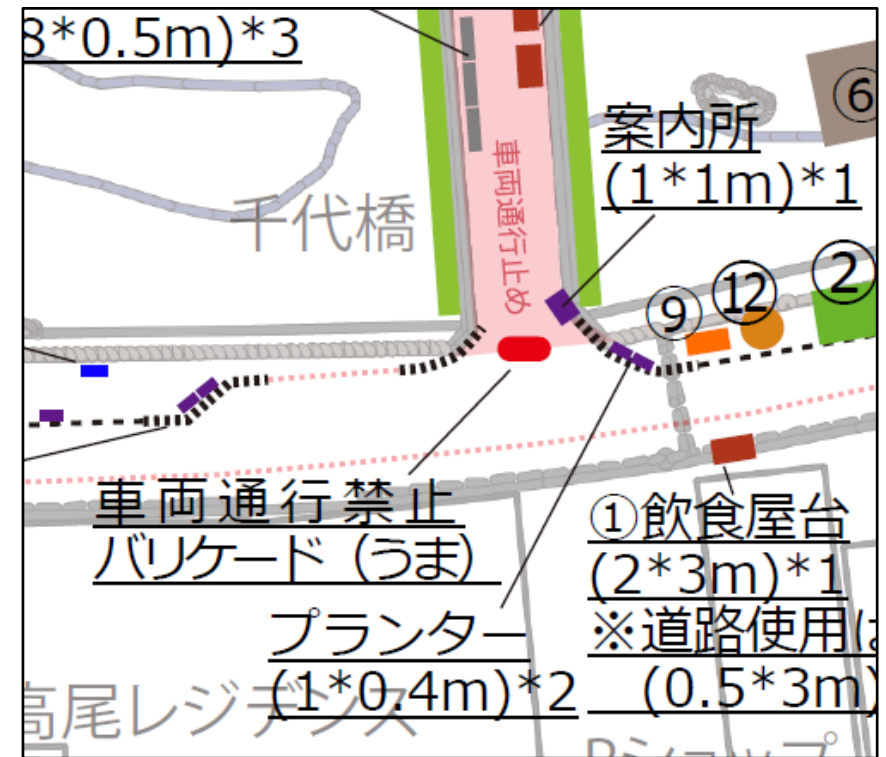 8*0.5m)*3
車両通行止め
案内所
(1*1m)*1
⑥
千代橋
⑨
⑫
②
車両通行禁止
バリケード（うま）
①飲食屋台
(2*3m)*1
※道路使用は
(0.5*3m)
プランター
(1*0.4m)*2
高尾レジデンス
Rショップ